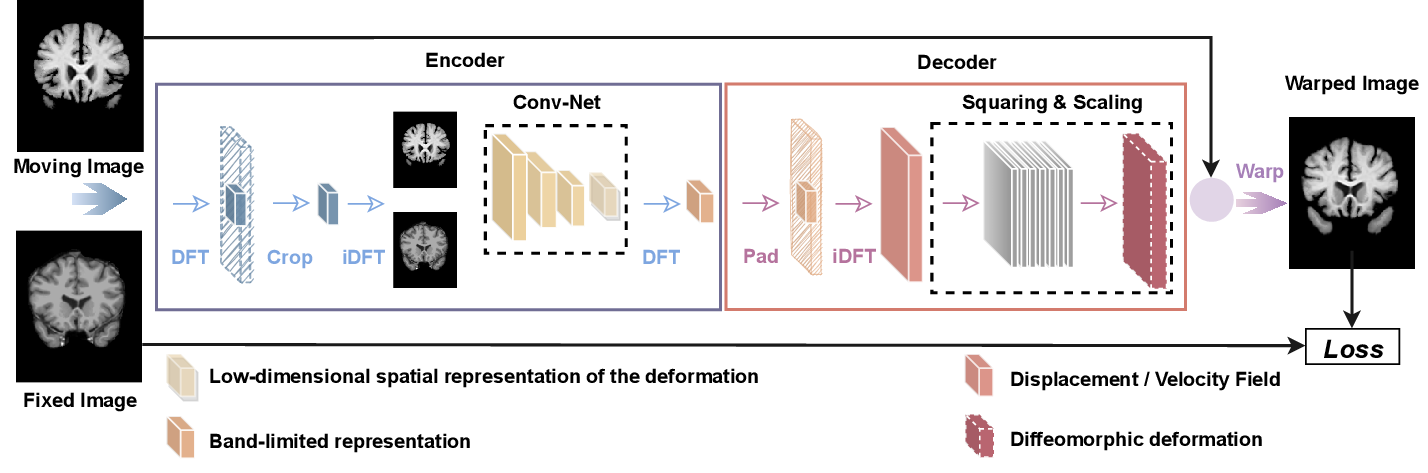 Encoder
Decoder
Conv-Net
Squaring & Scaling
Warped Image
Moving Image
Warp
DFT
Crop
iDFT
DFT
Pad
iDFT
Fixed Image
Loss
Low-dimensional spatial representation of the deformation
Displacement / Velocity Field
Band-limited representation
Diffeomorphic deformation